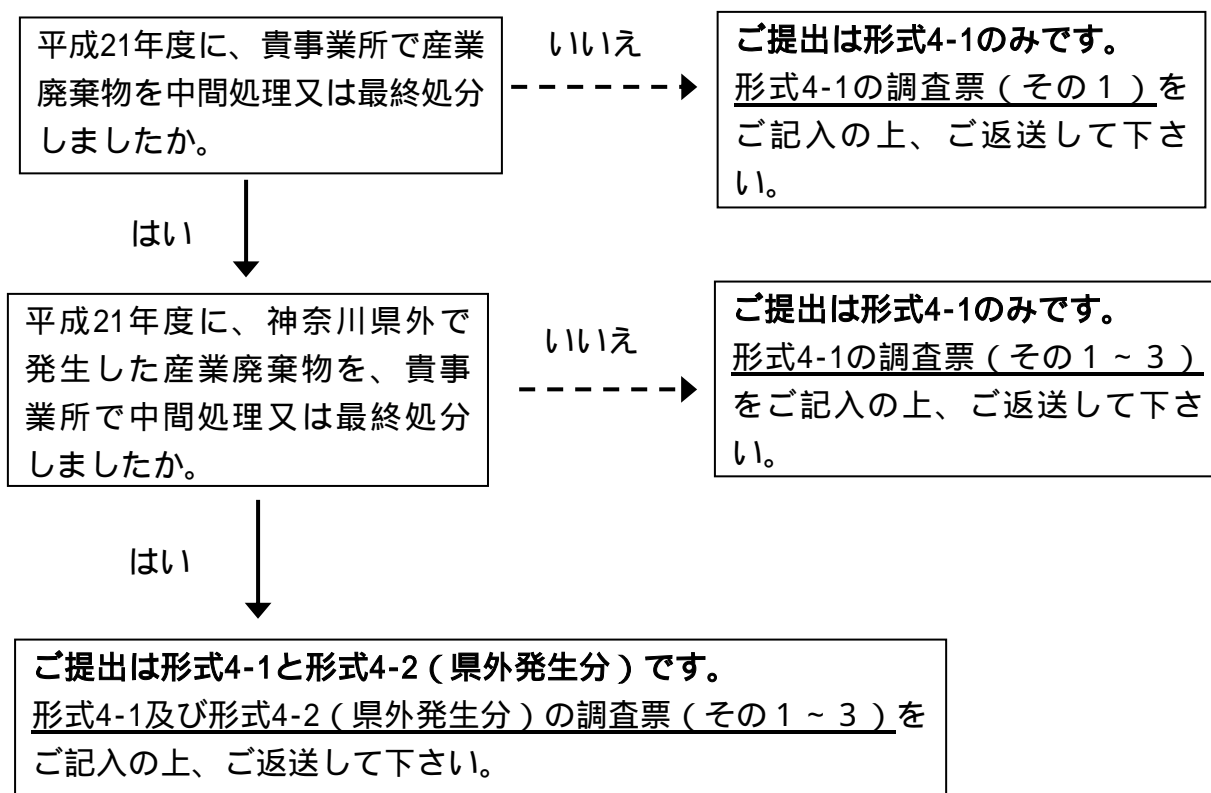 平成21年度に、貴事業所で産業
廃棄物を中間処理又は最終処分
しましたか。
いいえ
ご提出は形式4-1のみです。
形式4-1の調査票（その１）を
ご記入の上、ご返送して下さ
い。
はい
平成21年度に、神奈川県外で
発生した産業廃棄物を、貴事
業所で中間処理又は最終処分
しましたか。
いいえ
ご提出は形式4-1のみです。
形式4-1の調査票（その１~３）
をご記入の上、ご返送して下さ
い。
はい
ご提出は形式4-1と形式4-2（県外発生分）です。
形式4-1及び形式4-2（県外発生分）の調査票（その１~３）を
ご記入の上、ご返送して下さい。